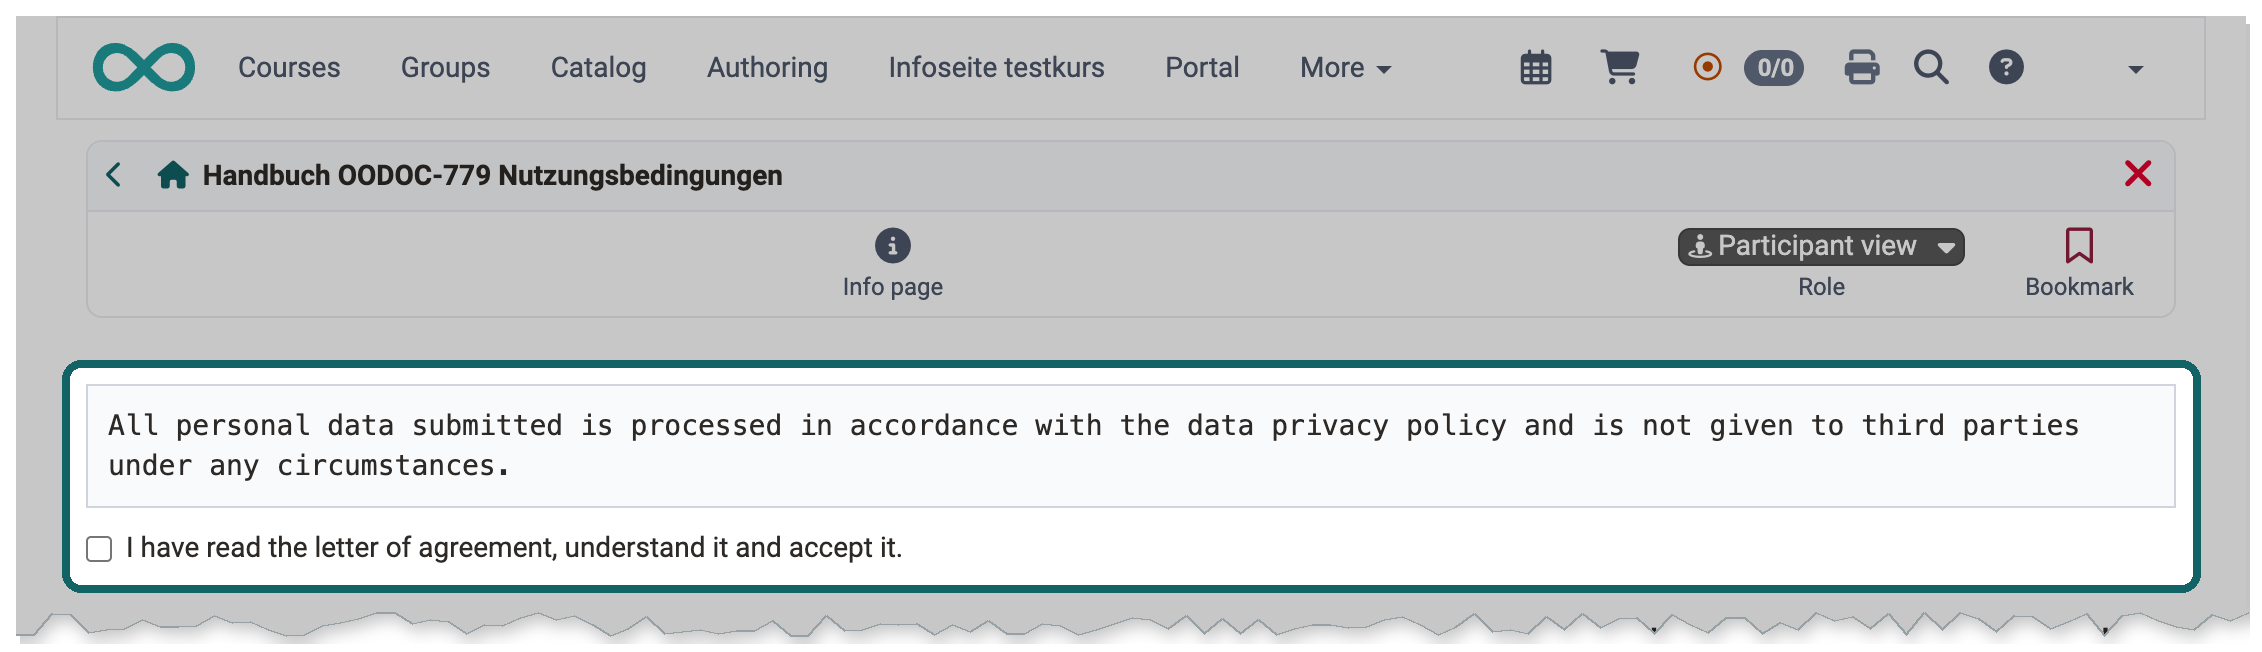 Courses Groups Catalog Authoring Infoseite testkurs Portal More 0/0 ?
Handbuch OODOC-779 Nutzungsbedingungen
Participant view
Info page Role Bookmark
All personal data submitted is processed in accordance with the data privacy policy and is not given to third parties
under any circumstances.
I have read the letter of agreement, understand it and accept it.